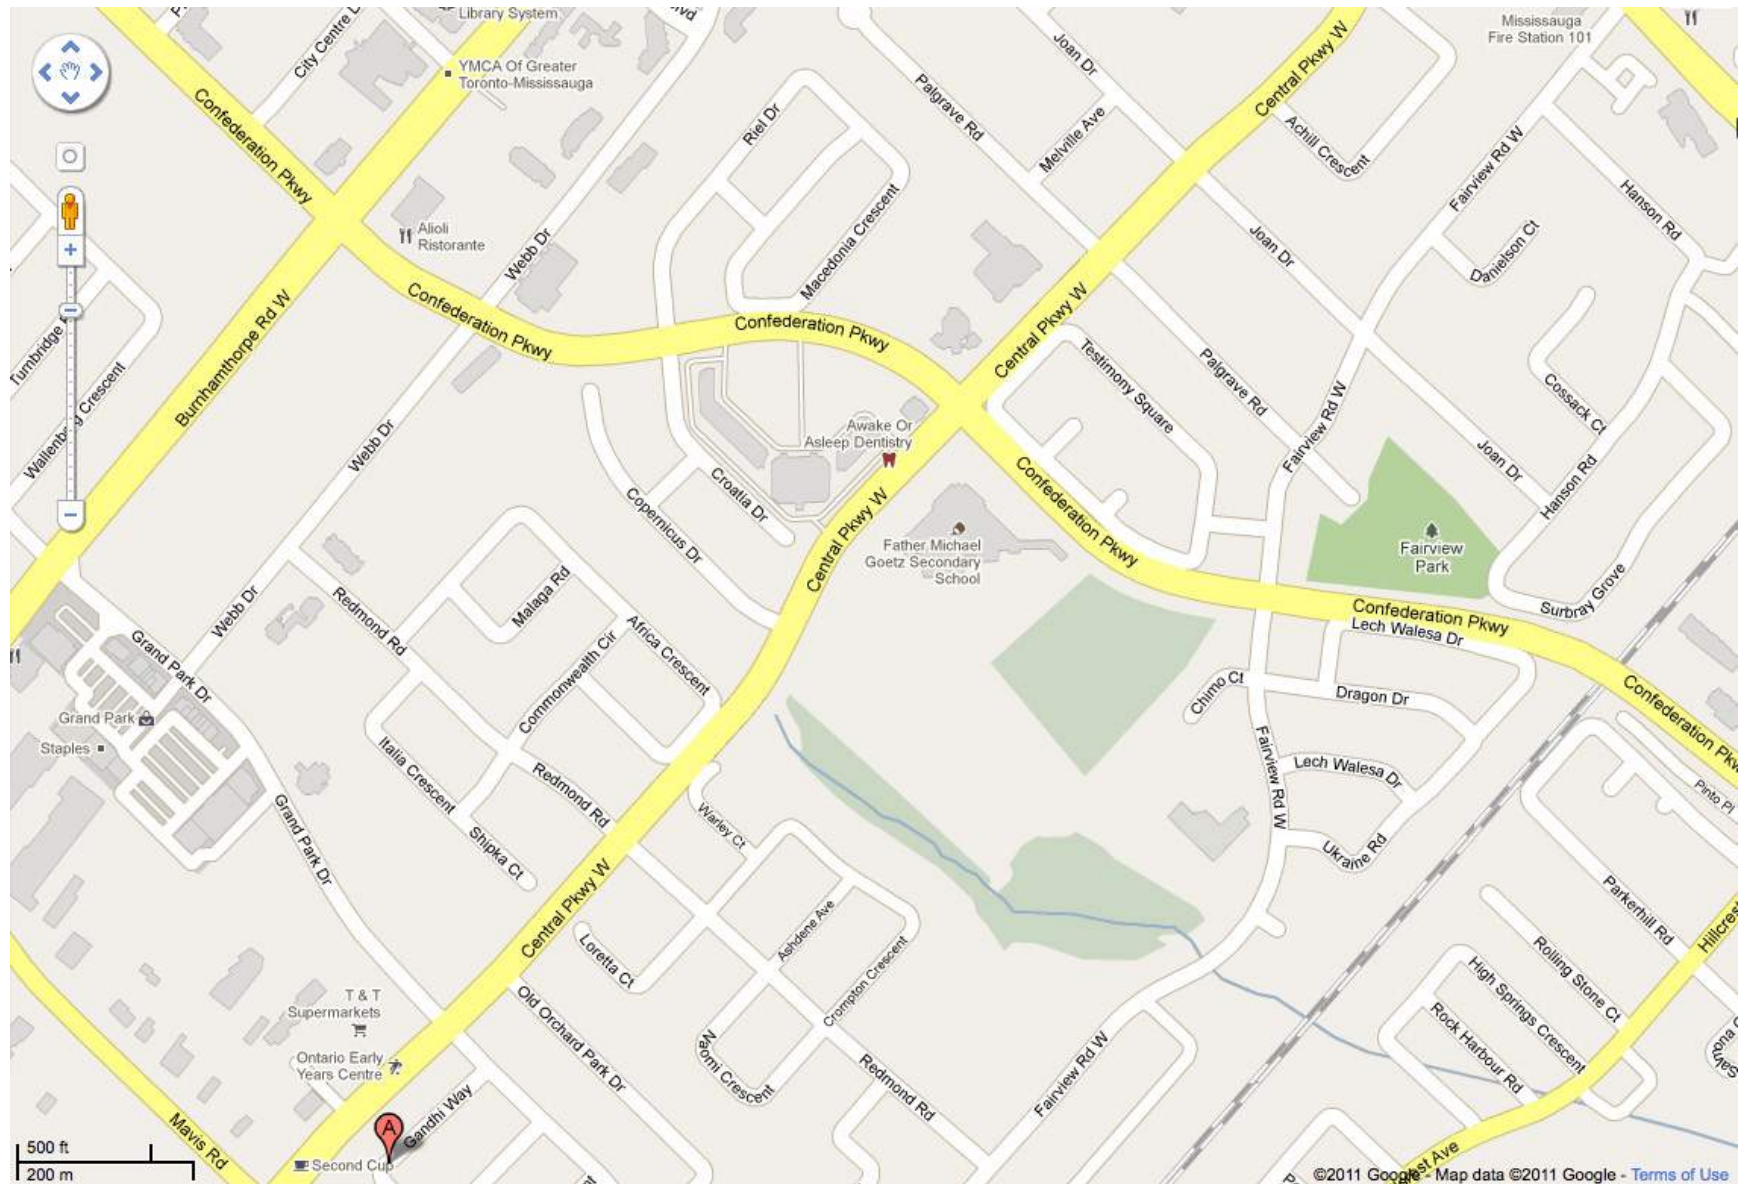 Library System
Mississauga
Fire Station 101
City Centre
YMCA Of Greater
Toronto-Mississauga
Joan Dr
Central Pkwy W
Palgrave Rd
Riel Dr
Melville Ave
Achill Crescent
Confederation Pkwy
Fairview Rd W
Hanson Rd
Alioli
Ristorante
Webb Dr
Macedonia Crescent
Joan Dr
Danielson Ct
Burnhamthorpe Rd W
Confederation Pkwy
Confederation Pkwy
Central Pkwy W
Testimony Square
Palgrave Rd
Fairview Rd W
Cossack Ct
Turnbridge
Wallenberg Crescent
Webb Dr
Awake Or
Asleep Dentistry
Joan Dr
Hanson Rd
Croatia Dr
Copernicus Dr
Central Pkwy W
Confederation Pkwy
Father Michael
Goetz Secondary
School
Fairview
Park
Surbray Grove
Malaga Rd
Webb Dr
Redmond Rd
Confederation Pkwy
Lech Walesa Dr
Africa Crescent
Commonwealth Cir
Grand Park Dr
Chimo Ct
Dragon Dr
Confederation Pkwy
Grand Park
Staples
Italia Crescent
Redmond Rd
Fairview Rd W
Lech Walesa Dr
Pinto Pl
Grand Park Dr
Shipka Ct
Warley Ct
Ukraine Rd
Central Pkwy W
Parkerhill Rd
Hillcrest
Loretta Ct
Ashdene Ave
Crompton Crescent
Rolling Stone Ct
High Springs Crescent
Rock Harbour Rd
T & T
Supermarkets
Old Orchard Park Dr
Naomi Crescent
Ontario Early
Years Centre
Redmond Rd
Fairview Rd W
Mavis Rd
Gandhi Way
A
Second Cup
500 ft
200 m
©2011 Google - Map data ©2011 Google - Terms of Use